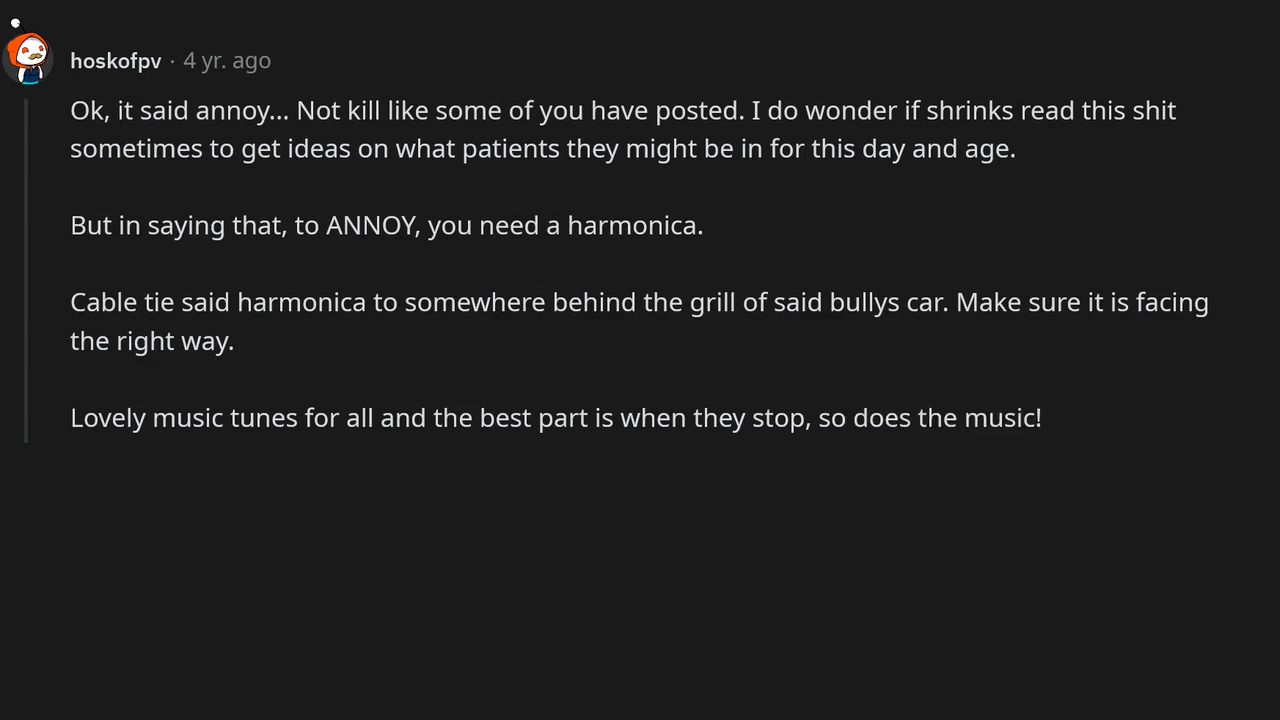 hoskofpv · 4 yr. ago
Ok, it said annoy... Not kill like some of you have posted. I do wonder if shrinks read this shit
sometimes to get ideas on what patients they might be in for this day and age.
But in saying that, to ANNOY, you need a harmonica.
Cable tie said harmonica to somewhere behind the grill of said bullys car. Make sure it is facing
the right way.
Lovely music tunes for all and the best part is when they stop, so does the music!